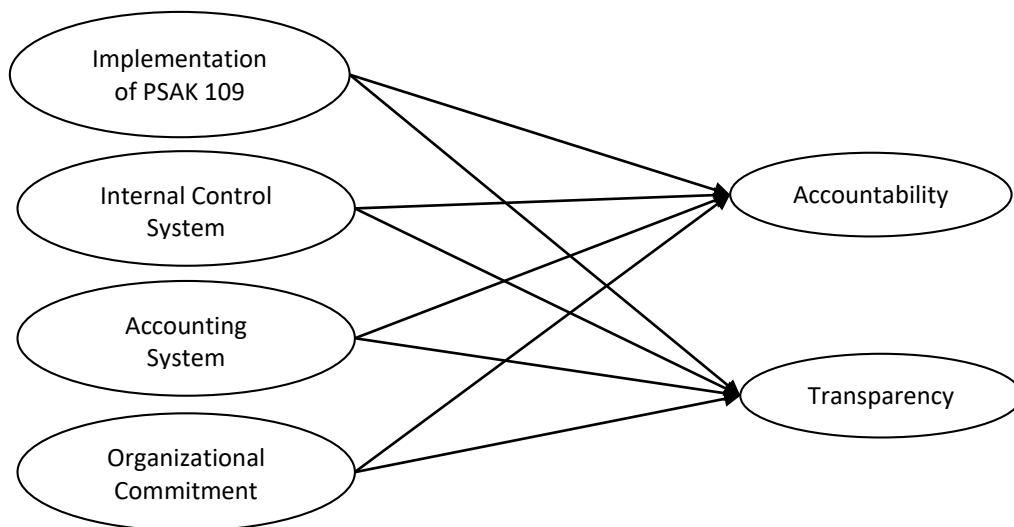 Implementation
of PSAK 109
Internal Control
System
Accounting
System
Organizational
Commitment
Accountability
Transparency